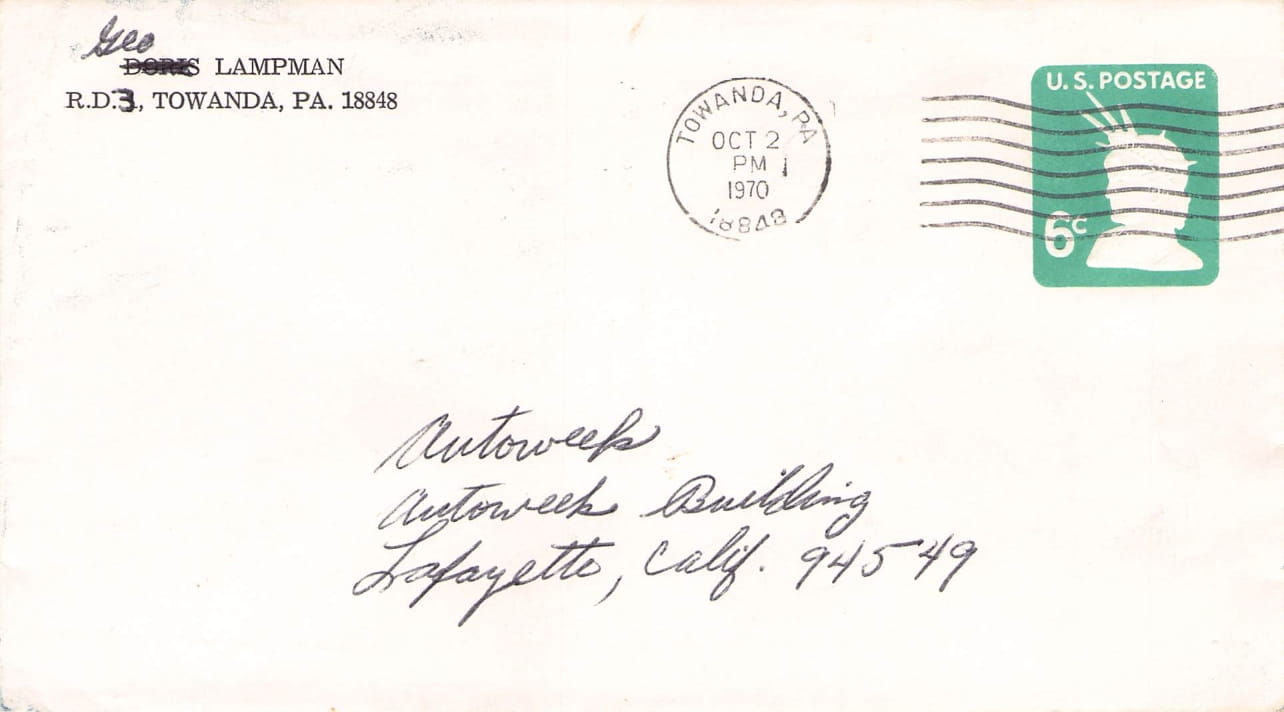 Geo
DORIS LAMPMAN
R.D.3, TOWANDA, PA. 18848
TOWANDA, PA
OCT 2
PM
1970
18848
U.S. POSTAGE
6c
Autoweek
Autoweek Building
Lafayette, Calif. 94549